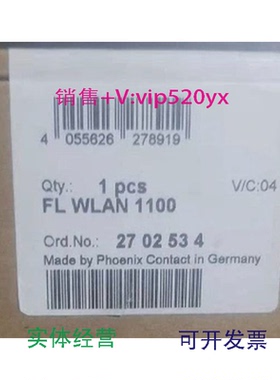 销售+V:vip520yx
4 055626 278919
Qty.: 1 pcs V/C:04
FL WLAN 1100
Ord.No.: 27 02 53 4
Made by Phoenix Contact in Germany
实体经营 可开发票